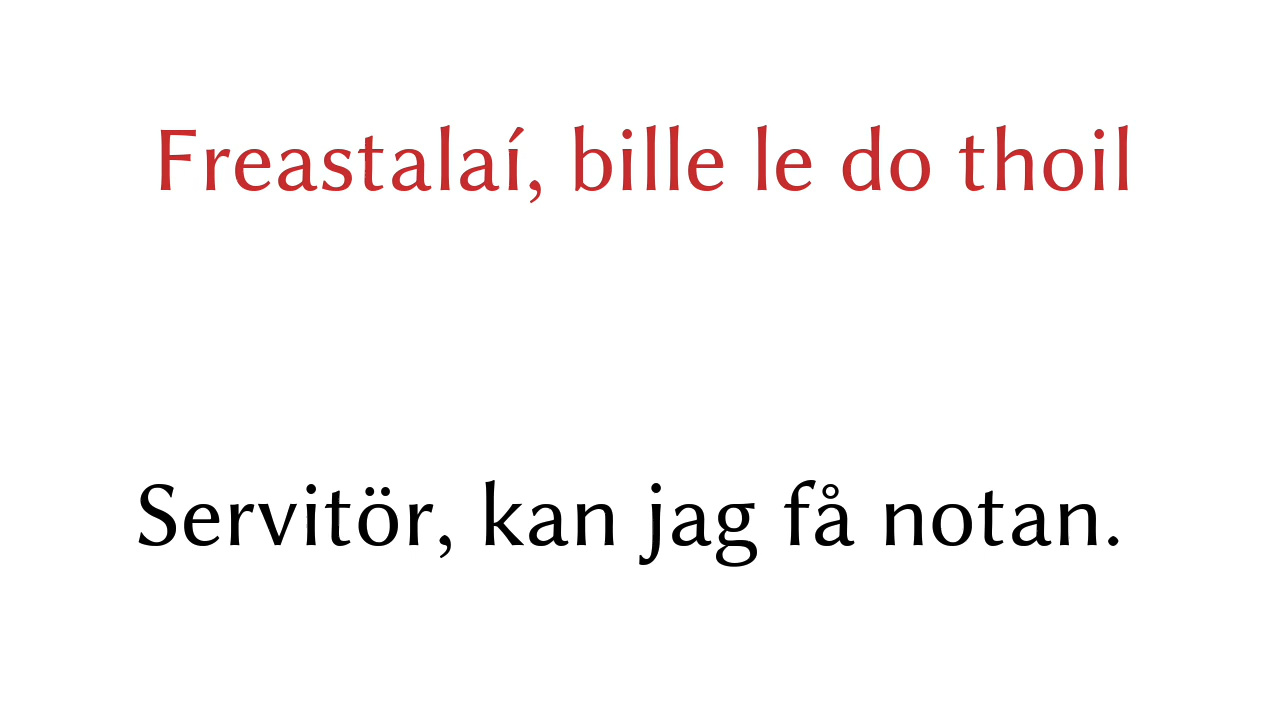 Freastalaí, bille le do thoil
Servitör, kan jag få notan.